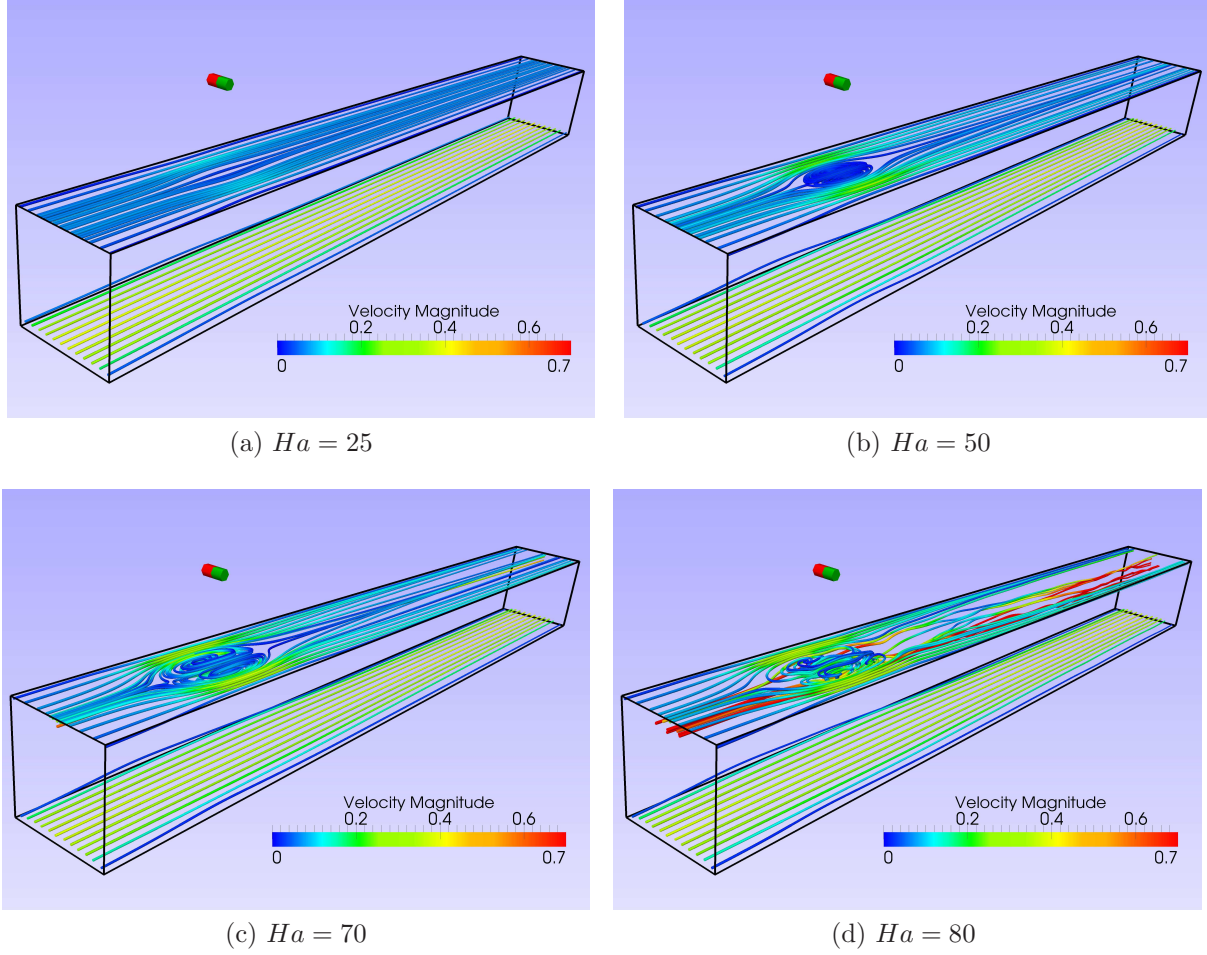 Velocity Magnitude
0.2 0.4 0.6
0 0.7
Velocity Magnitude
0.2 0.4 0.6
0 0.7
(a) Ha = 25
(b) Ha = 50
Velocity Magnitude
0.2 0.4 0.6
0 0.7
Velocity Magnitude
0.2 0.4 0.6
0 0.7
(c) Ha = 70
(d) Ha = 80